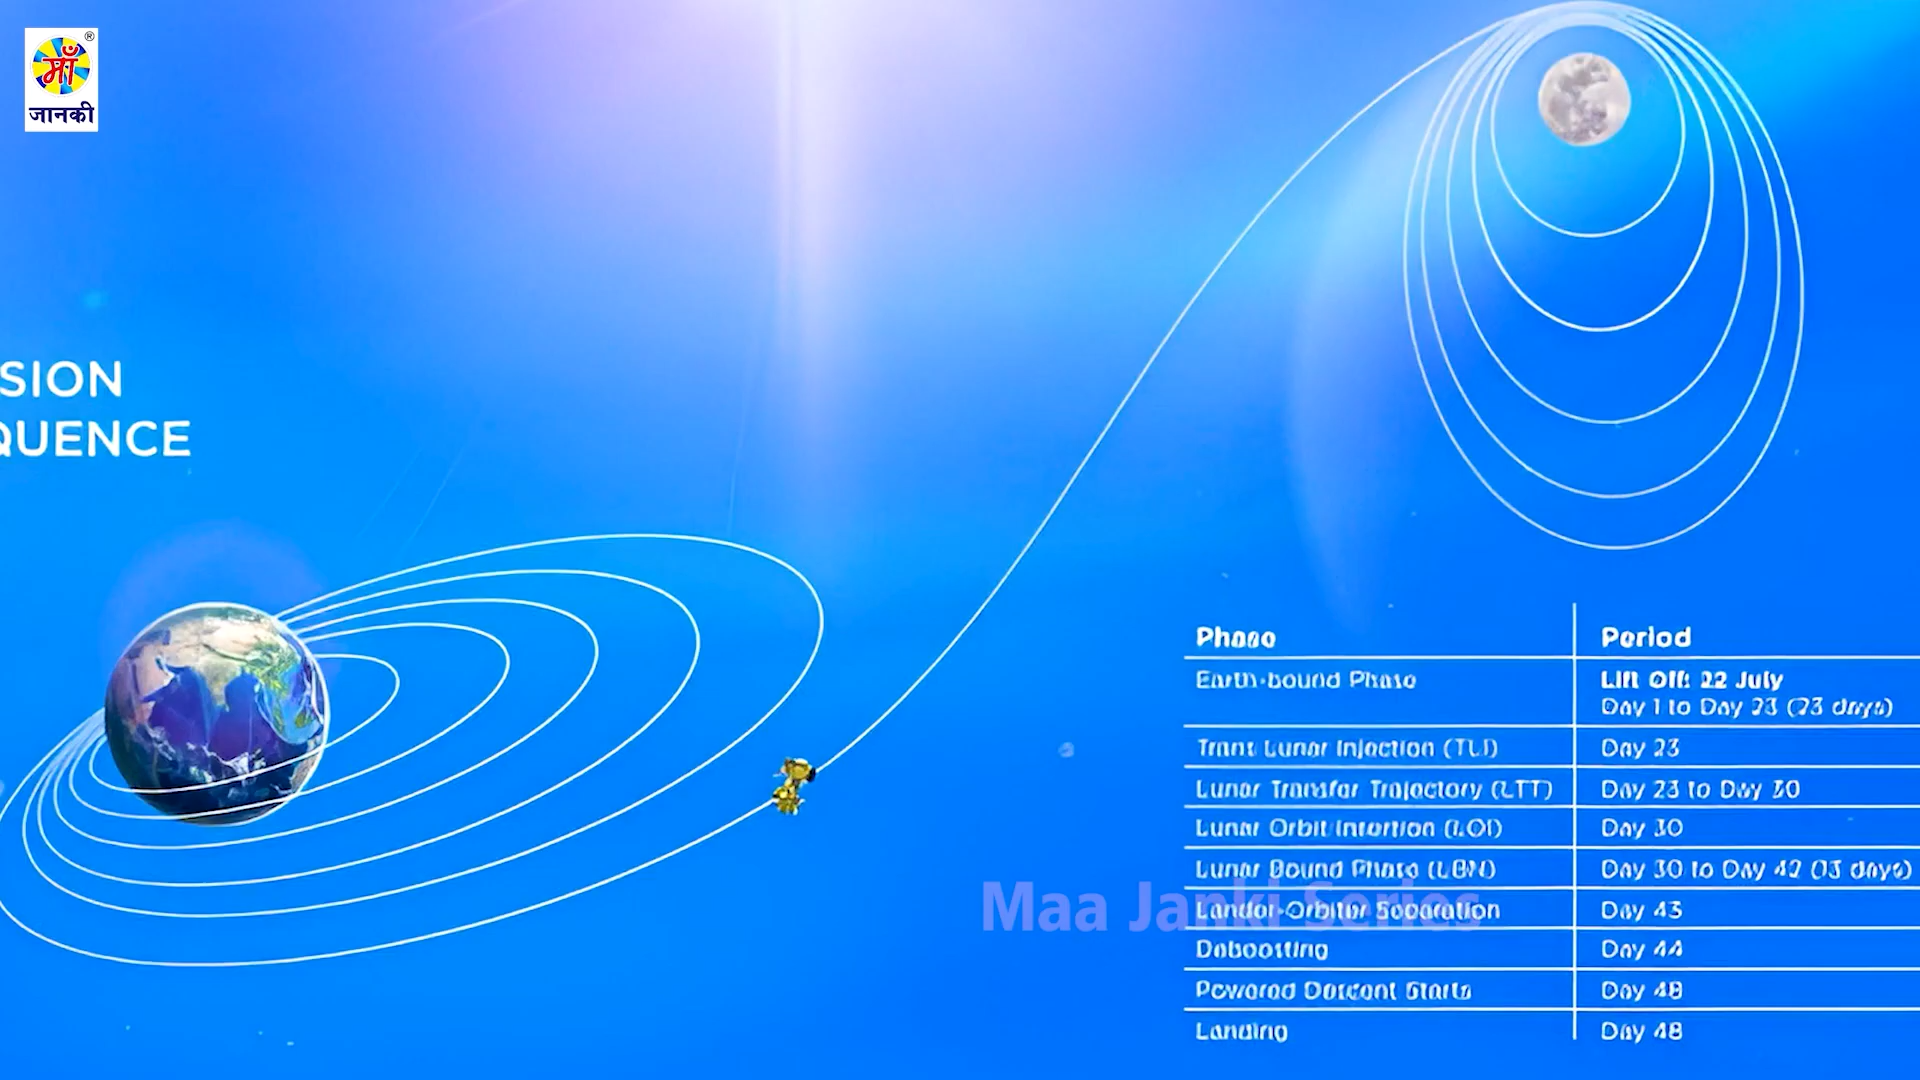 माँ
®
जानकी
SION
QUENCE
Phase Period
Earth-bound Phase Lift Off: 22 July
Day 1 to Day 23 (23 days)
Trans Lunar Injection (TLI) Day 23
Lunar Transfer Trajectory (LTT) Day 23 to Day 30
Lunar Orbit Insertion (LOI) Day 30
Lunar Bound Phase (LBN) Day 30 to Day 42 (13 days)
Lander-Orbiter Separation Day 43
Maa Janki Series
Deboosting Day 44
Powered Descent Starts Day 48
Landing Day 48